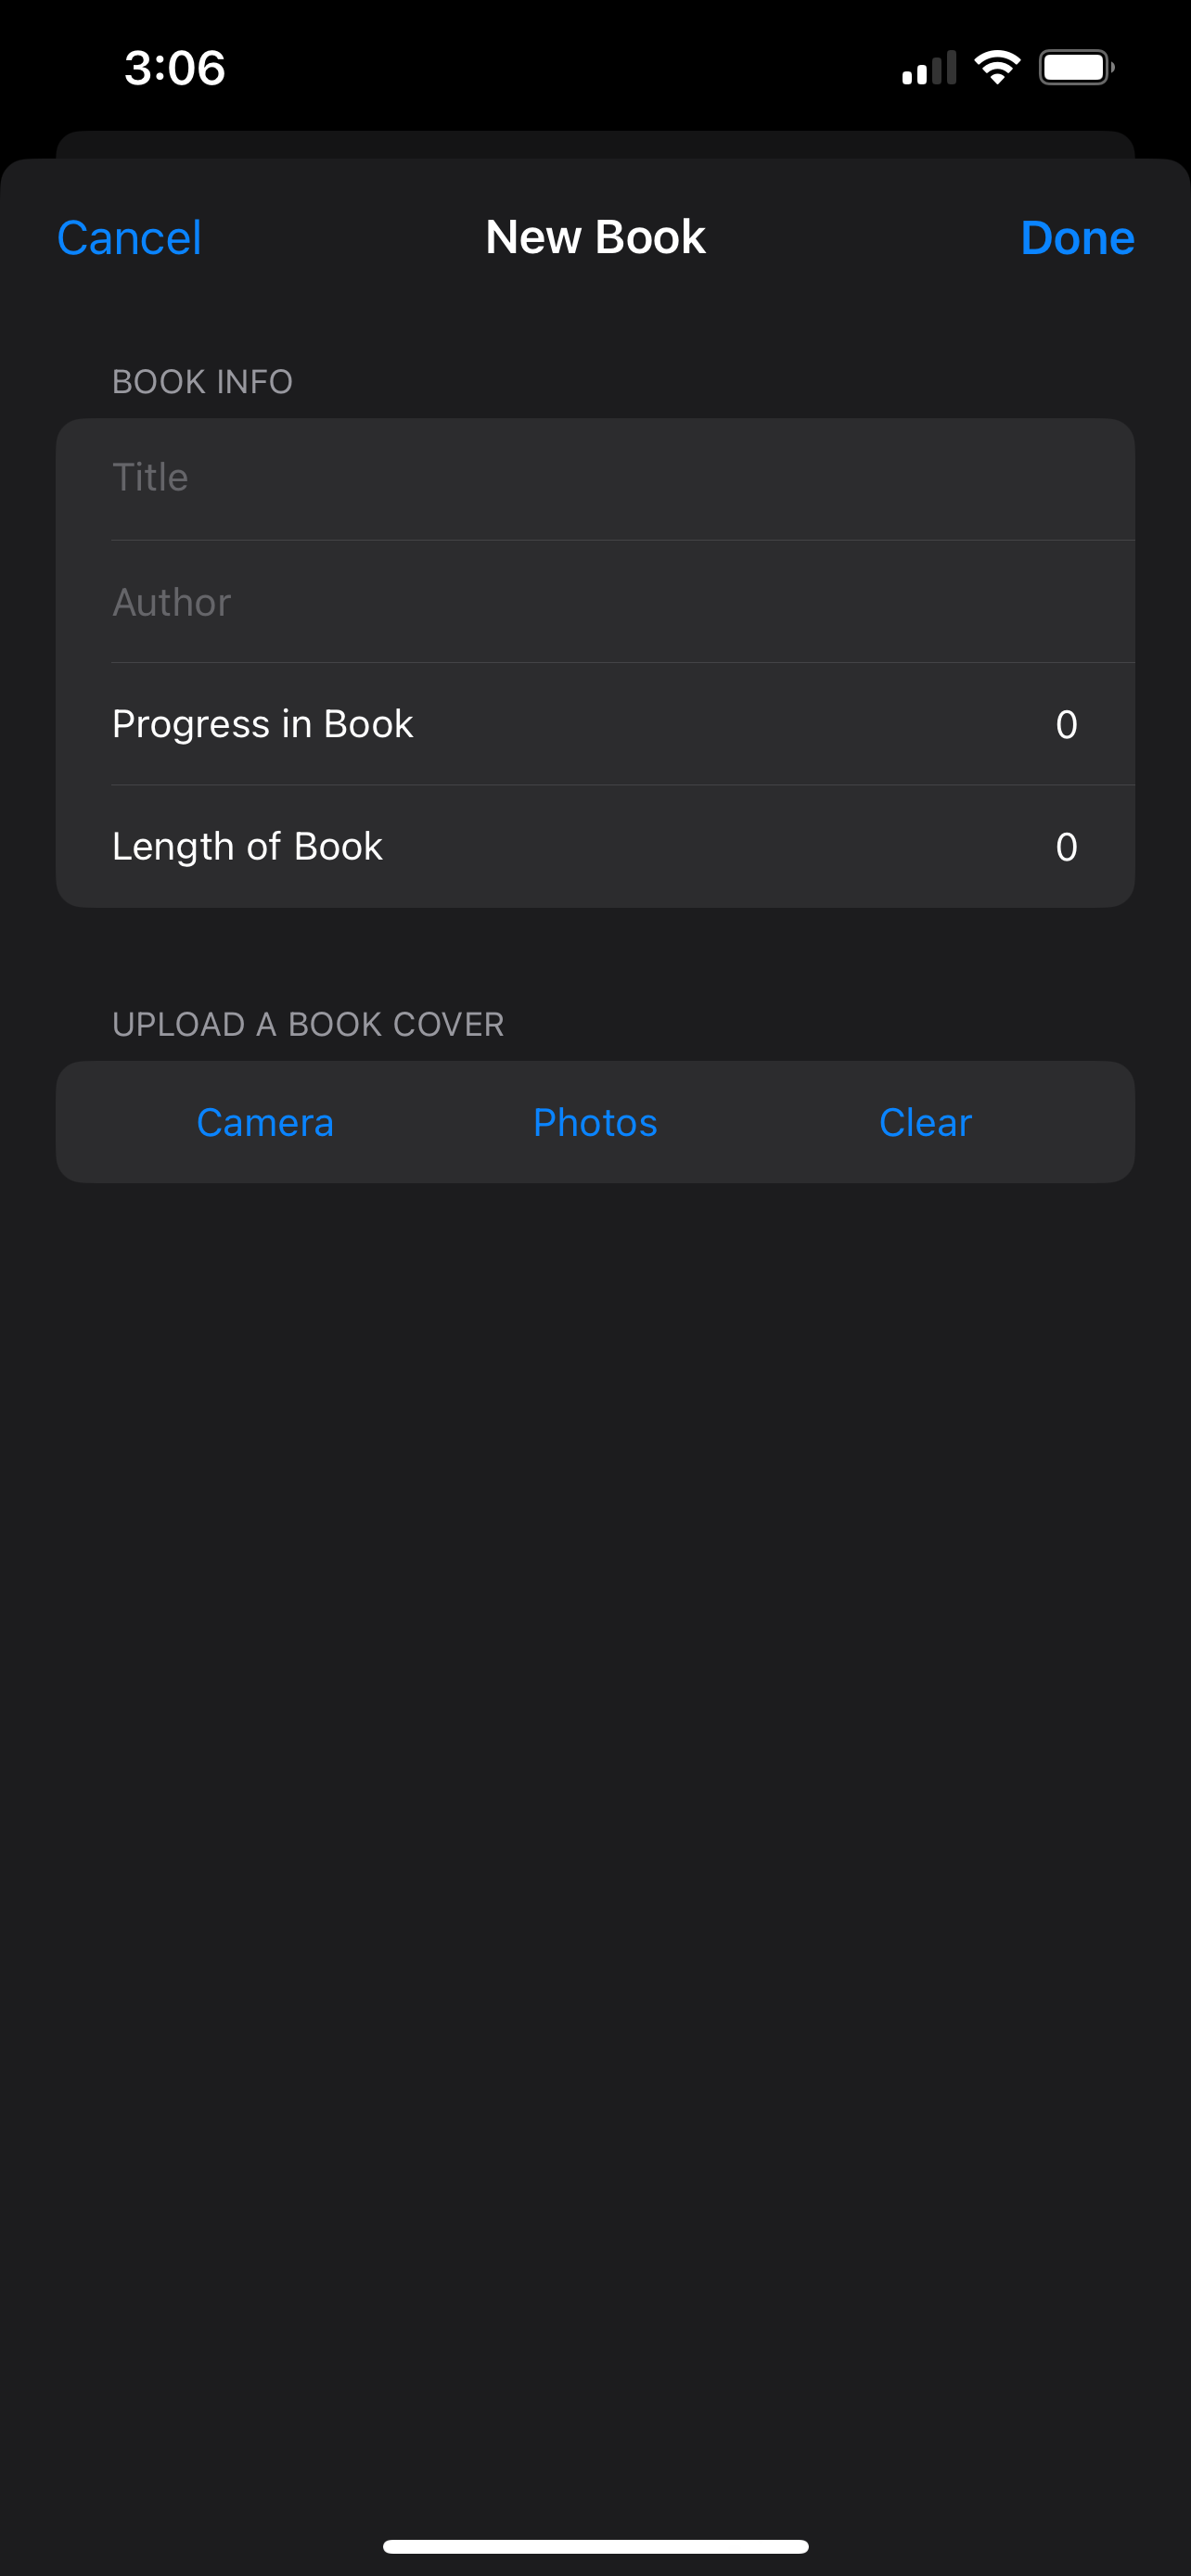 3:06
Cancel New Book Done
BOOK INFO
Title
Author
Progress in Book 0
Length of Book 0
UPLOAD A BOOK COVER
Camera Photos Clear